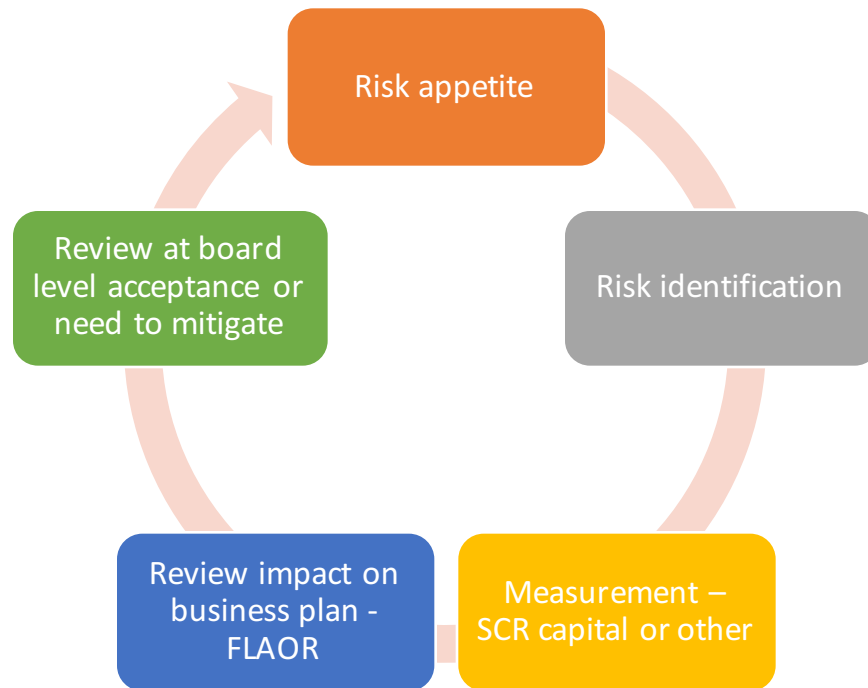 Risk appetite
Risk identification
Measurement –
SCR capital or other
Review impact on
business plan -
FLAOR
Review at board
level acceptance or
need to mitigate